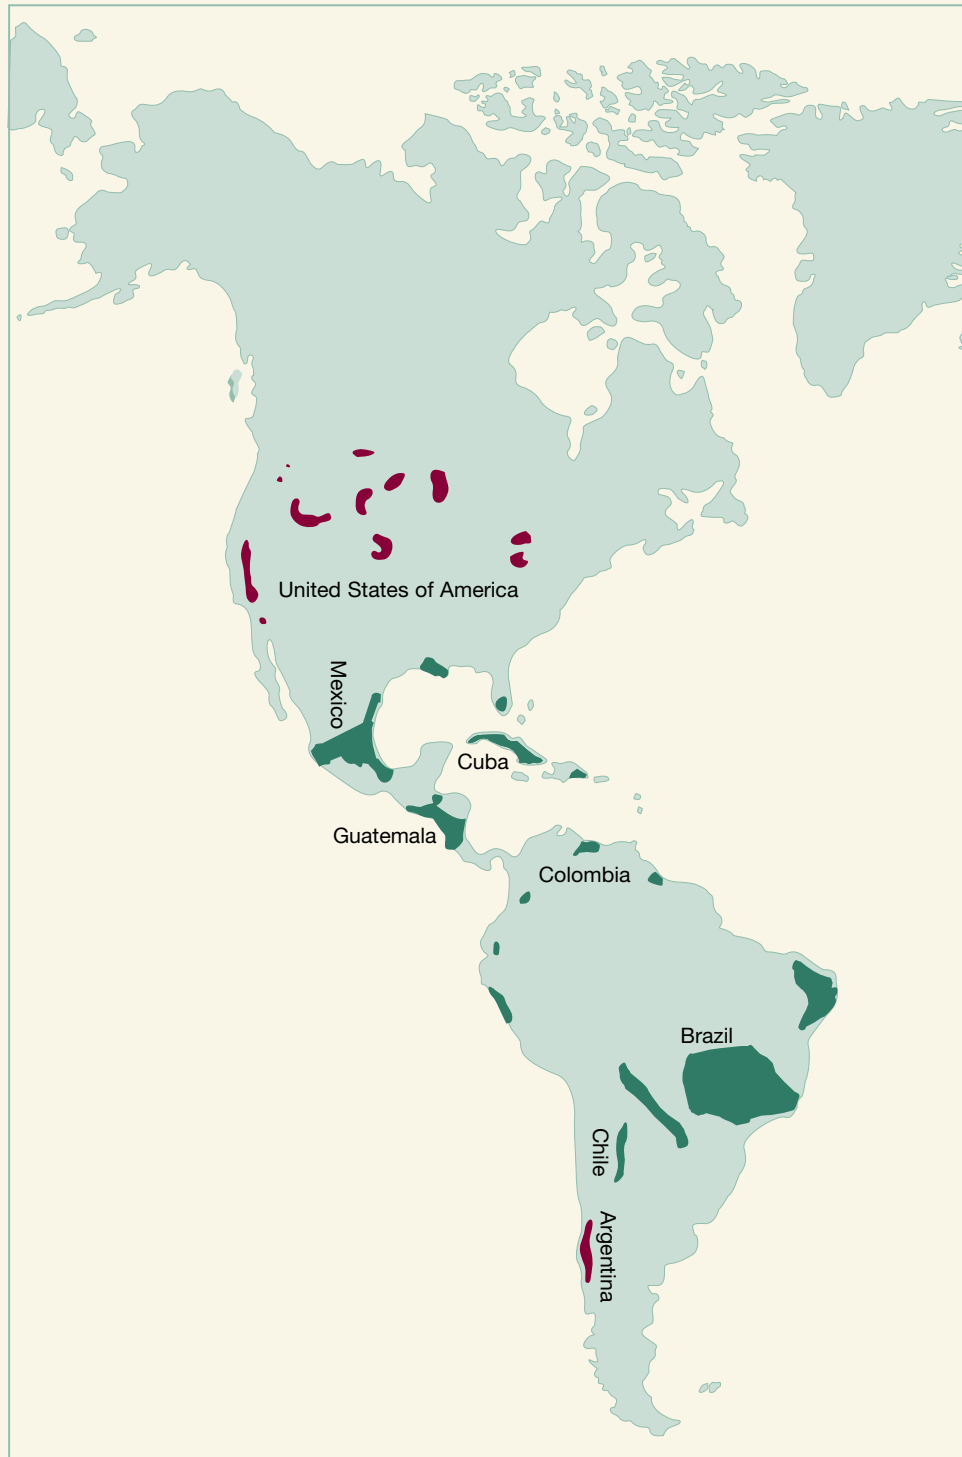 United States of America
Mexico
Cuba
Guatemala
Colombia
Brazil
Chile
Argentina